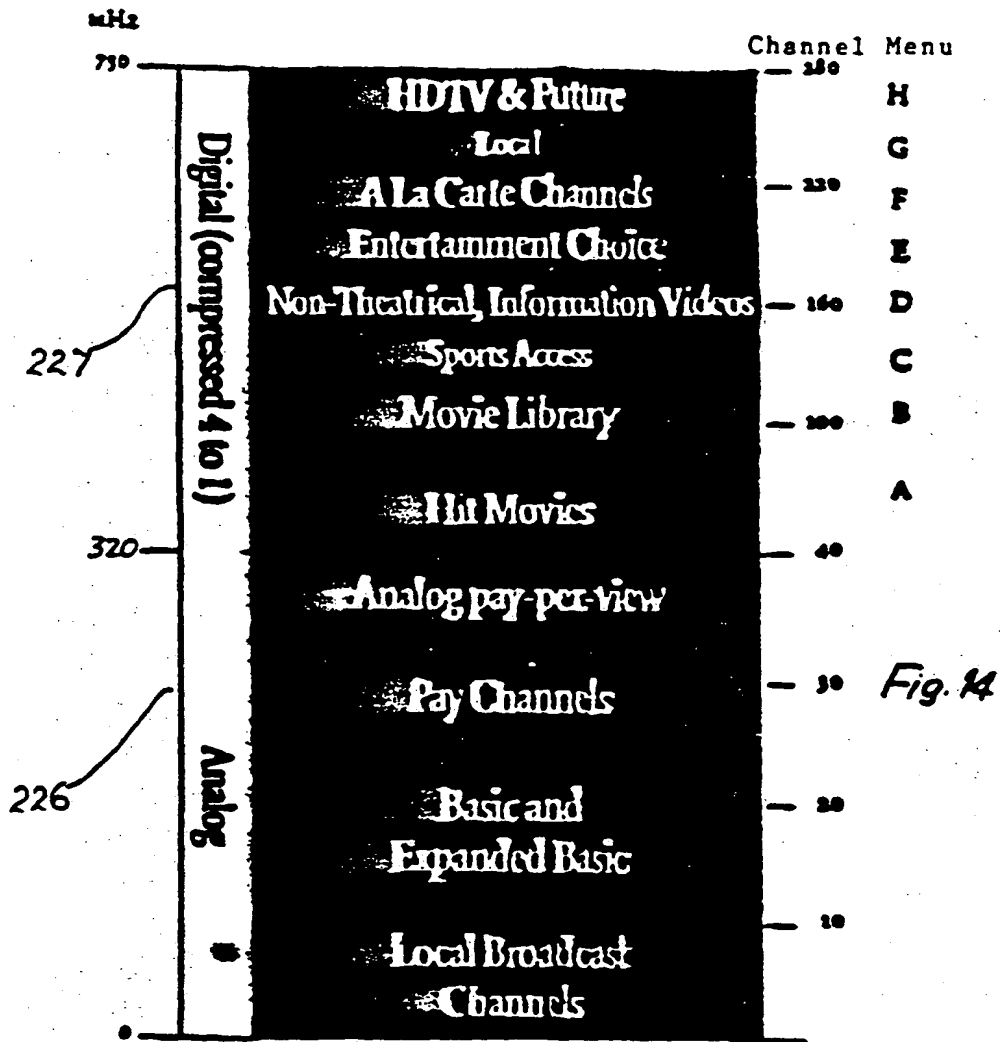 mHz
750
Channel Menu
280
HDTV & Future
H
Local
G
220
A La Carte Channels
F
Entertainment Choice
E
Non-Theatrical, Information Videos
160
D
Sports Access
C
Movie Library
100
B
Hit Movies
A
Digital (compressed 4 to 1)
227
320
40
Analog pay-per-view
Pay Channels
30
Fig. 14
226
Analog
#
Basic and
20
Expanded Basic
10
Local Broadcast
Channels
0